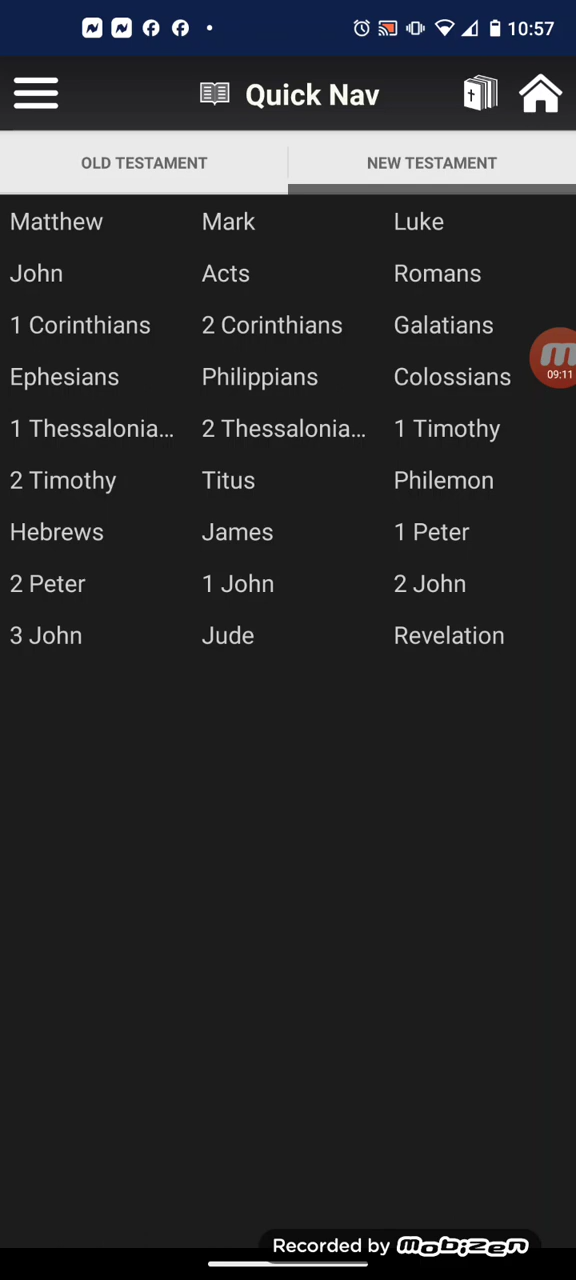 10:57
Quick Nav
OLD TESTAMENT NEW TESTAMENT
Matthew Mark Luke
John Acts Romans
1 Corinthians 2 Corinthians Galatians
09:11
Ephesians Philippians Colossians
1 Thessalonia... 2 Thessalonia... 1 Timothy
2 Timothy Titus Philemon
Hebrews James 1 Peter
2 Peter 1 John 2 John
3 John Jude Revelation
Recorded by mobizen